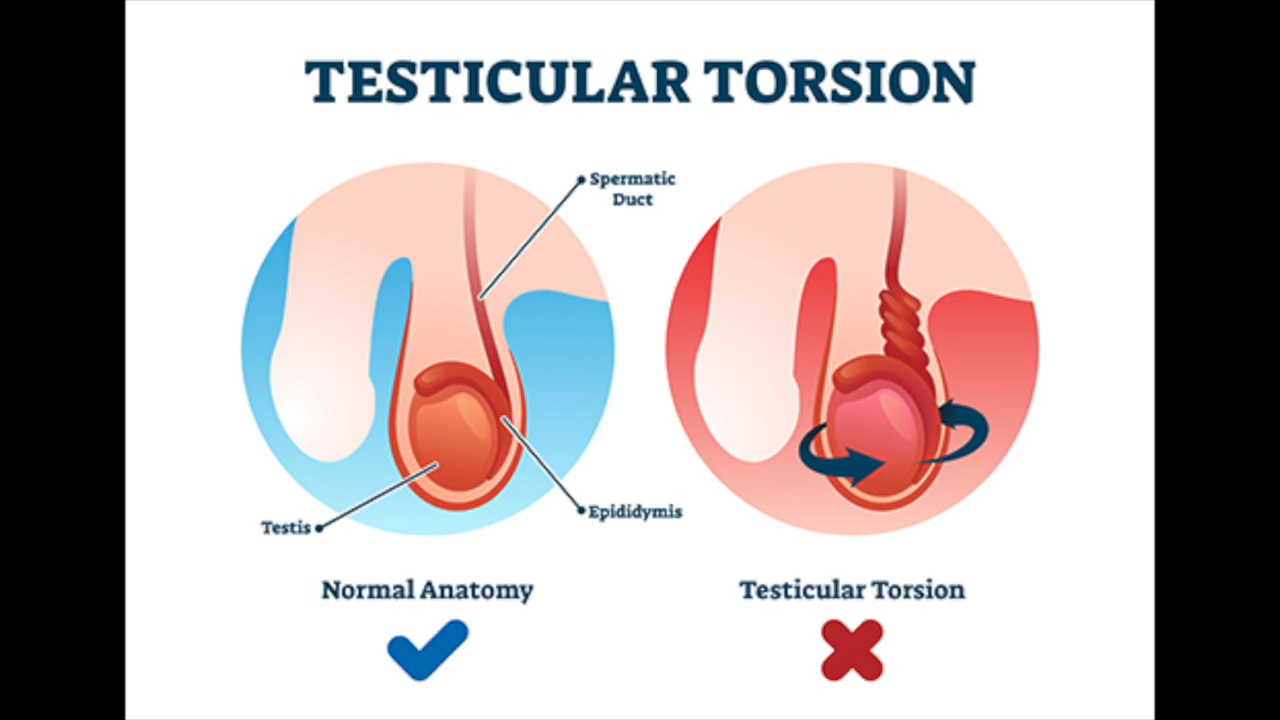 TESTICULAR TORSION
Spermatic
Duct
Testis
Epididymis
Normal Anatomy
Testicular Torsion